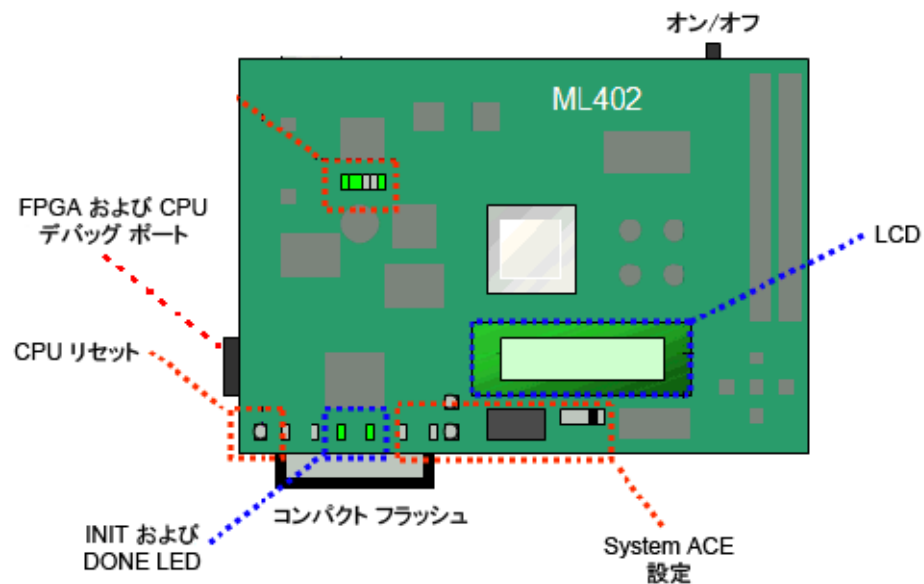 オン/オフ
ML402
FPGA および CPU
デバッグ ポート
LCD
CPU リセット
コンパクト フラッシュ
INIT および
DONE LED
System ACE
設定